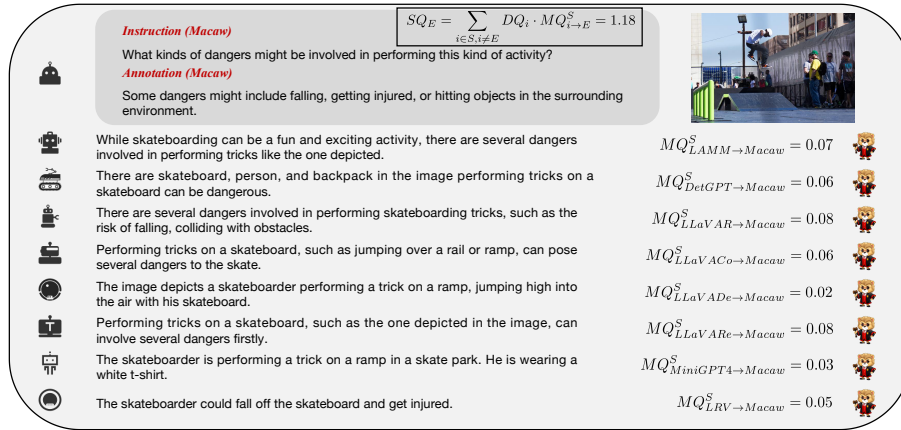 Instruction (Macaw)
SQ_E = ∑_{i∈S,i≠E} DQ_i · MQ^S_{i→E} = 1.18
What kinds of dangers might be involved in performing this kind of activity?
Annotation (Macaw)
Some dangers might include falling, getting injured, or hitting objects in the surrounding
environment.
While skateboarding can be a fun and exciting activity, there are several dangers
involved in performing tricks like the one depicted.
MQ^S_{LAMM→Macaw} = 0.07
There are skateboard, person, and backpack in the image performing tricks on a
skateboard can be dangerous.
MQ^S_{DetGPT→Macaw} = 0.06
There are several dangers involved in performing skateboarding tricks, such as the
risk of falling, colliding with obstacles.
MQ^S_{LLaVAR→Macaw} = 0.08
Performing tricks on a skateboard, such as jumping over a rail or ramp, can pose
several dangers to the skate.
MQ^S_{LLaVACo→Macaw} = 0.06
The image depicts a skateboarder performing a trick on a ramp, jumping high into
the air with his skateboard.
MQ^S_{LLaVADe→Macaw} = 0.02
T
Performing tricks on a skateboard, such as the one depicted in the image, can
involve several dangers firstly.
MQ^S_{LLaVARe→Macaw} = 0.08
The skateboarder is performing a trick on a ramp in a skate park. He is wearing a
white t-shirt.
MQ^S_{MiniGPT4→Macaw} = 0.03
The skateboarder could fall off the skateboard and get injured.
MQ^S_{LRV→Macaw} = 0.05